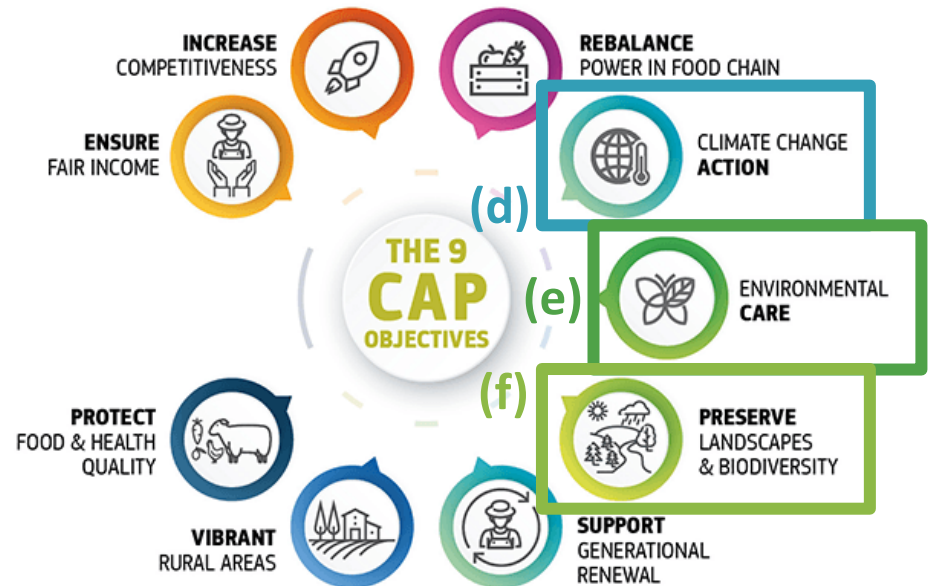 INCREASE
COMPETITIVENESS
REBALANCE
POWER IN FOOD CHAIN
ENSURE
FAIR INCOME
CLIMATE CHANGE
ACTION
(d)
THE 9
CAP
OBJECTIVES
(e)
ENVIRONMENTAL
CARE
(f)
PROTECT
FOOD & HEALTH
QUALITY
PRESERVE
LANDSCAPES
& BIODIVERSITY
VIBRANT
RURAL AREAS
SUPPORT
GENERATIONAL
RENEWAL